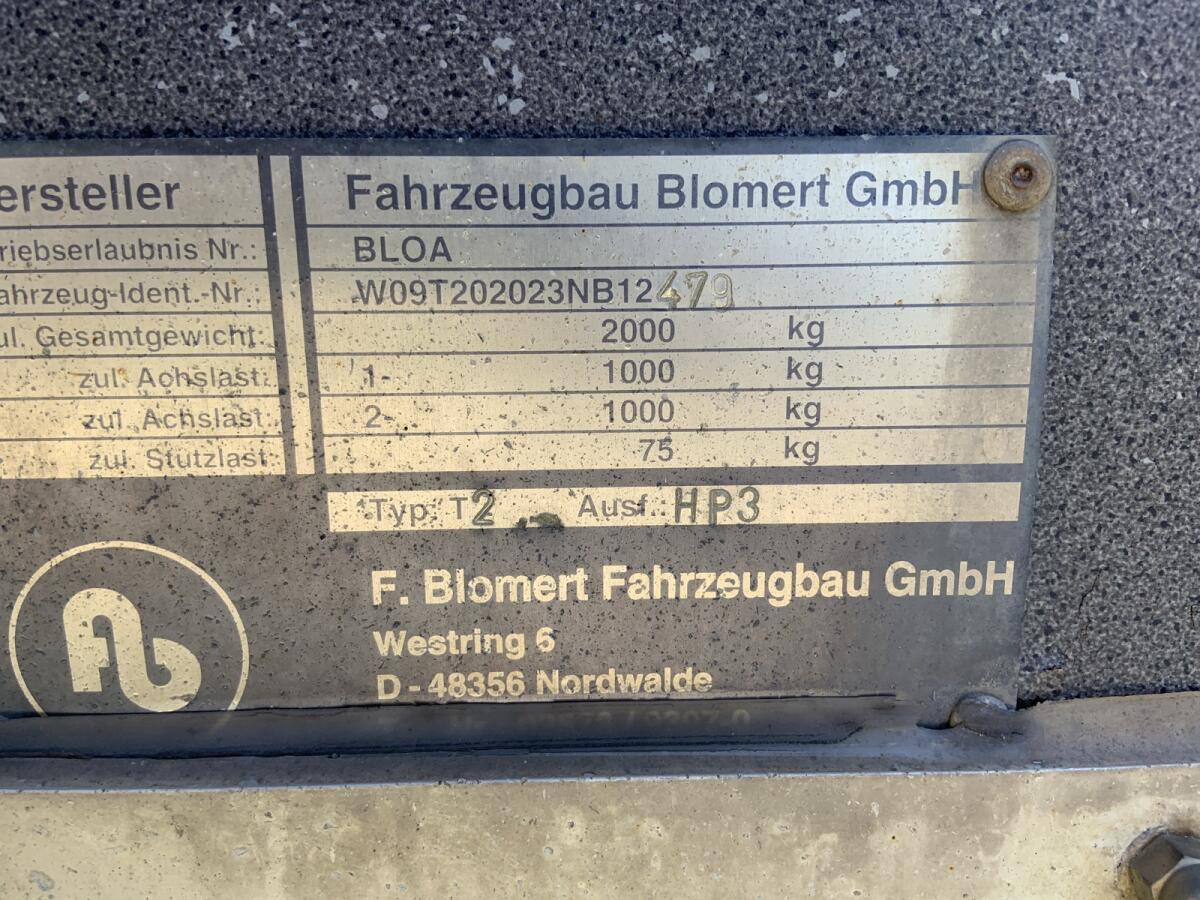 ersteller Fahrzeugbau Blomert GmbH
riebserlaubnis Nr.: BLOA
ahrzeug-Ident.-Nr.: W09T202023NB12479
ul. Gesamtgewicht: 2000 kg
zul. Achslast: 1- 1000 kg
zul. Achslast: 2- 1000 kg
zul. Stützlast: 75 kg
Typ: T2 Ausf.: HP3
fb
F. Blomert Fahrzeugbau GmbH
Westring 6
D-48356 Nordwalde